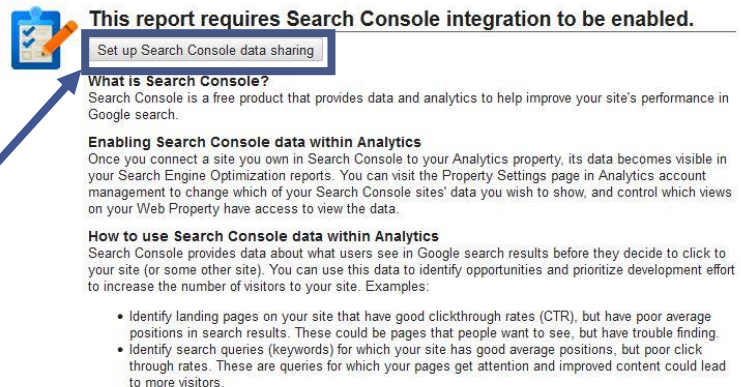 This report requires Search Console integration to be enabled.
Set up Search Console data sharing
What is Search Console?
Search Console is a free product that provides data and analytics to help improve your site's performance in
Google search.
Enabling Search Console data within Analytics
Once you connect a site you own in Search Console to your Analytics property, its data becomes visible in
your Search Engine Optimization reports. You can visit the Property Settings page in Analytics account
management to change which of your Search Console sites' data you wish to show, and control which views
on your Web Property have access to view the data.
How to use Search Console data within Analytics
Search Console provides data about what users see in Google search results before they decide to click to
your site (or some other site). You can use this data to identify opportunities and prioritize development effort
to increase the number of visitors to your site. Examples:
• Identify landing pages on your site that have good clickthrough rates (CTR), but have poor average
positions in search results. These could be pages that people want to see, but have trouble finding.
• Identify search queries (keywords) for which your site has good average positions, but poor click
through rates. These are queries for which your pages get attention and improved content could lead
to more visitors.